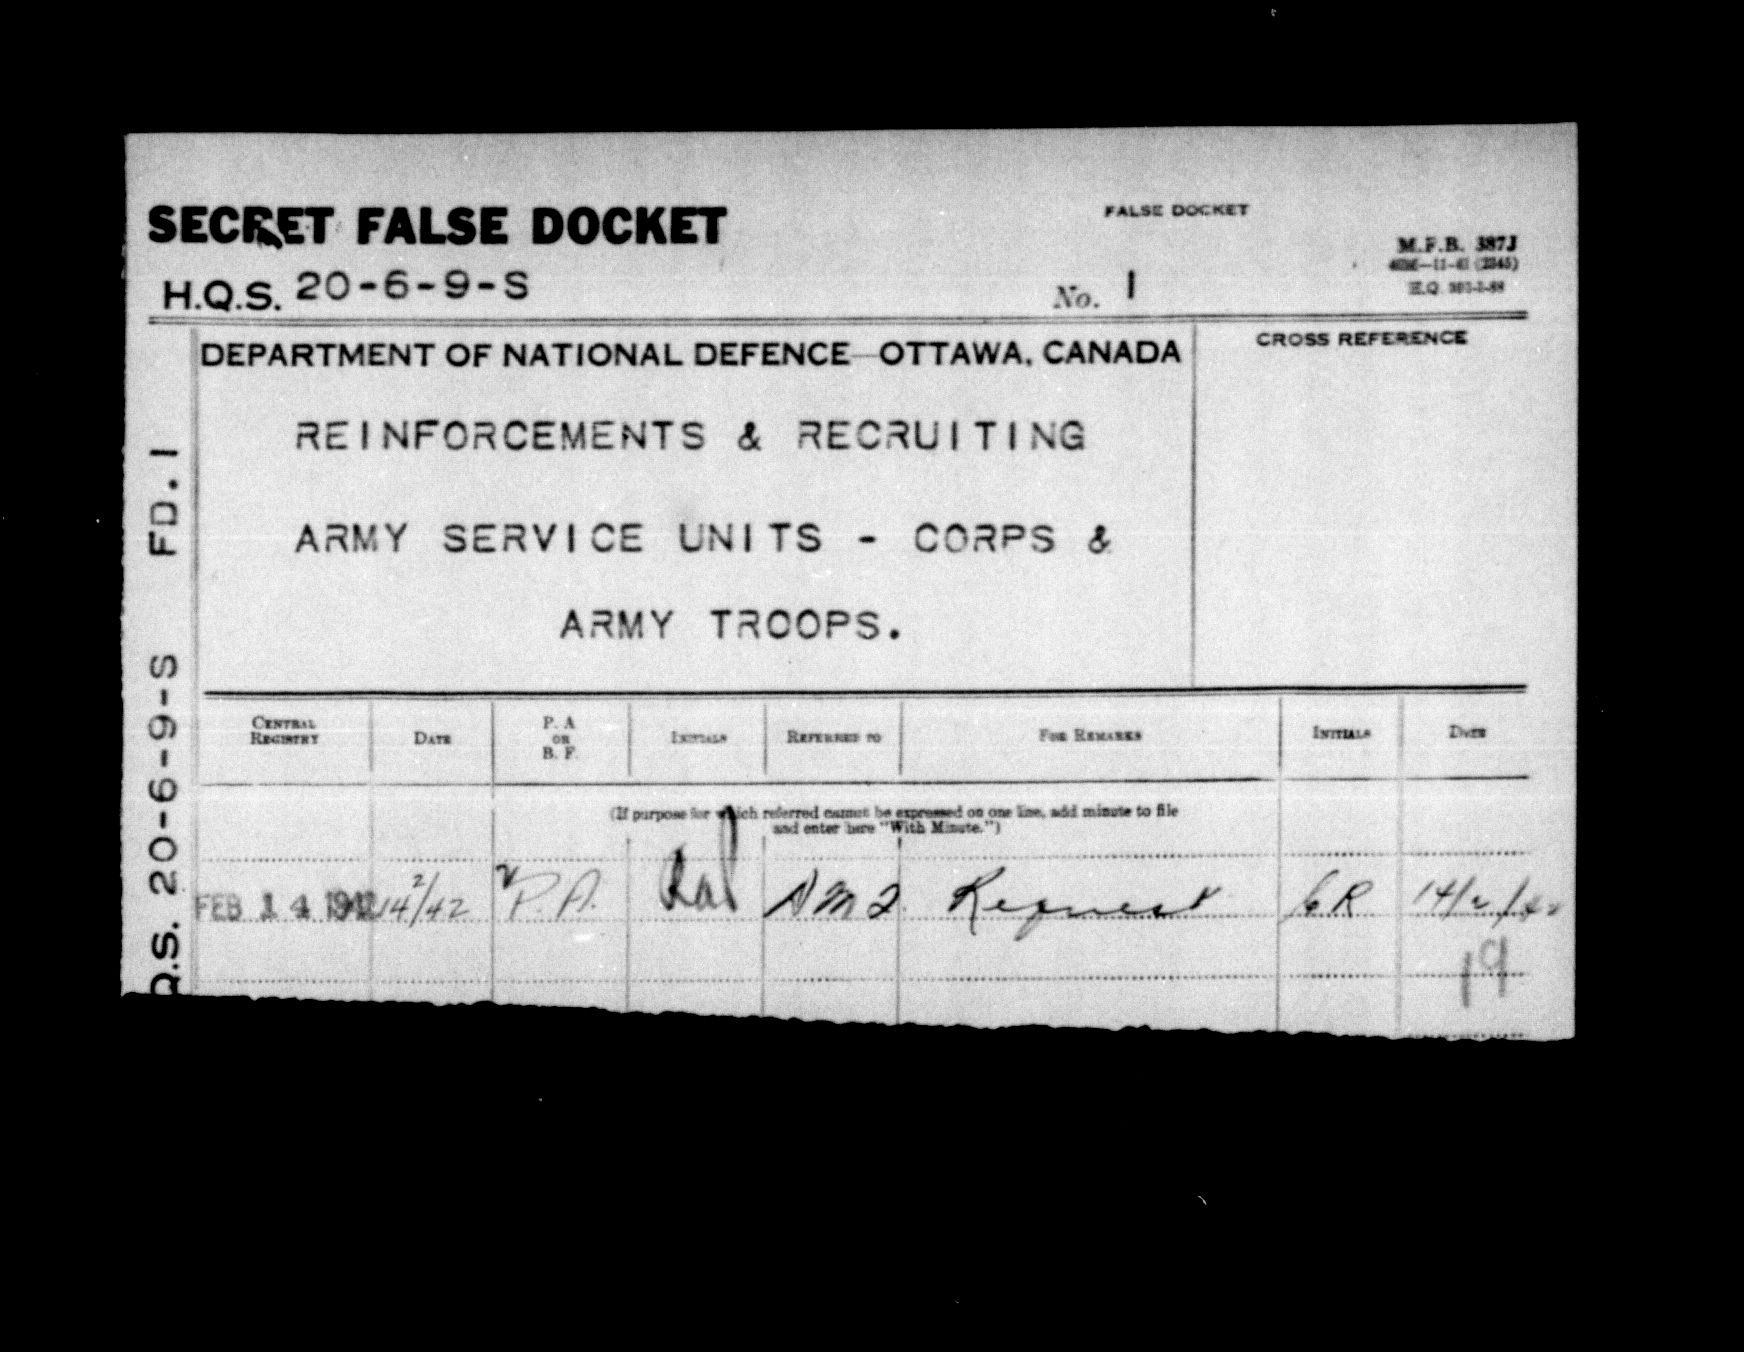 SECRET FALSE DOCKET
FALSE DOCKET
M.F.B. 387J
H.Q.S. 20-6-9-S
No. 1
DEPARTMENT OF NATIONAL DEFENCE—OTTAWA, CANADA
CROSS REFERENCE
REINFORCEMENTS & RECRUITING
ARMY SERVICE UNITS - CORPS &
ARMY TROOPS.
Q.S. 20-6-9-S FD. 1
CENTRAL REGISTRY DATE P. A OR B. F. INITIALS REFERRED TO FOR REMARKS INITIALS DATE
(If purpose for which referred cannot be expressed on one line, add minute to file
and enter here "With Minute.")
FEB 14 1942 14/2/42 P.A. Request 14/2/42
19